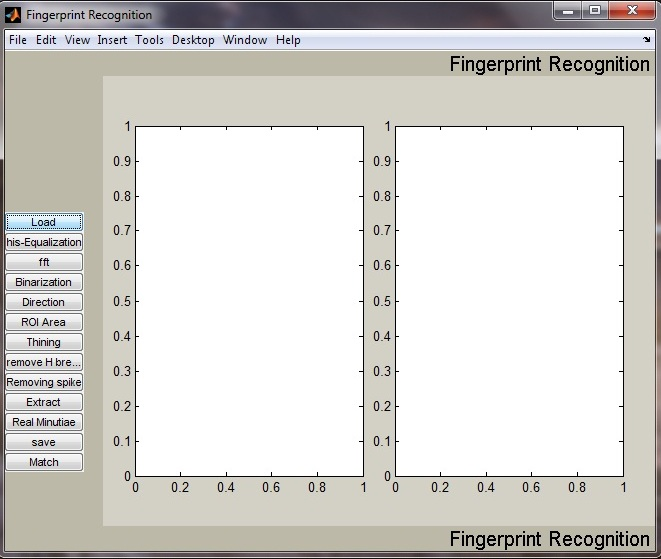 Fingerprint Recognition
File Edit View Insert Tools Desktop Window Help
Fingerprint Recognition
Load
his-Equalization
fft
Binarization
Direction
ROI Area
Thining
remove H bre...
Removing spike
Extract
Real Minutiae
save
Match
1
0.9
0.8
0.7
0.6
0.5
0.4
0.3
0.2
0.1
0
0 0.2 0.4 0.6 0.8 1
1
0.9
0.8
0.7
0.6
0.5
0.4
0.3
0.2
0.1
0
0 0.2 0.4 0.6 0.8 1
Fingerprint Recognition